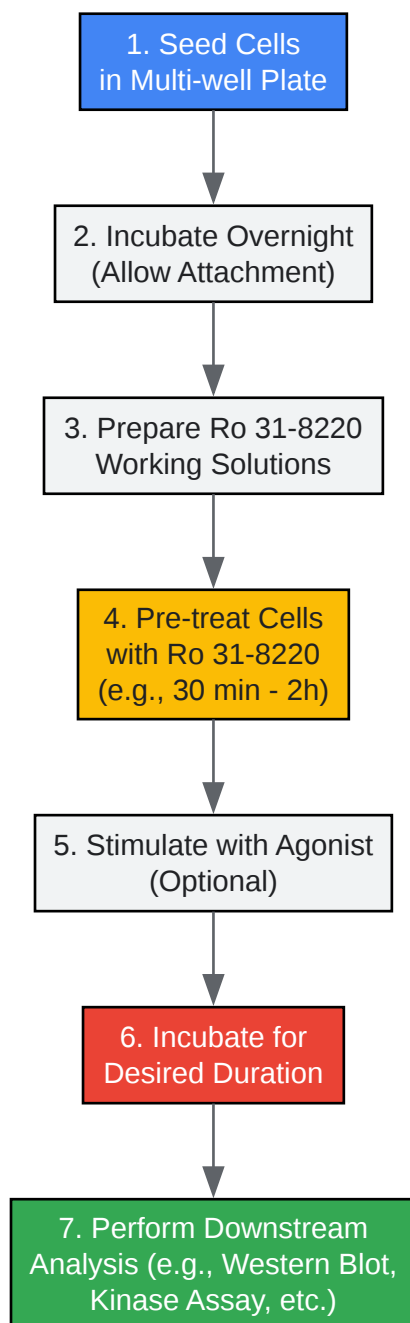 1. Seed Cells
in Multi-well Plate
2. Incubate Overnight
(Allow Attachment)
3. Prepare Ro 31-8220
Working Solutions
4. Pre-treat Cells
with Ro 31-8220
(e.g., 30 min - 2h)
5. Stimulate with Agonist
(Optional)
6. Incubate for
Desired Duration
7. Perform Downstream
Analysis (e.g., Western Blot,
Kinase Assay, etc.)